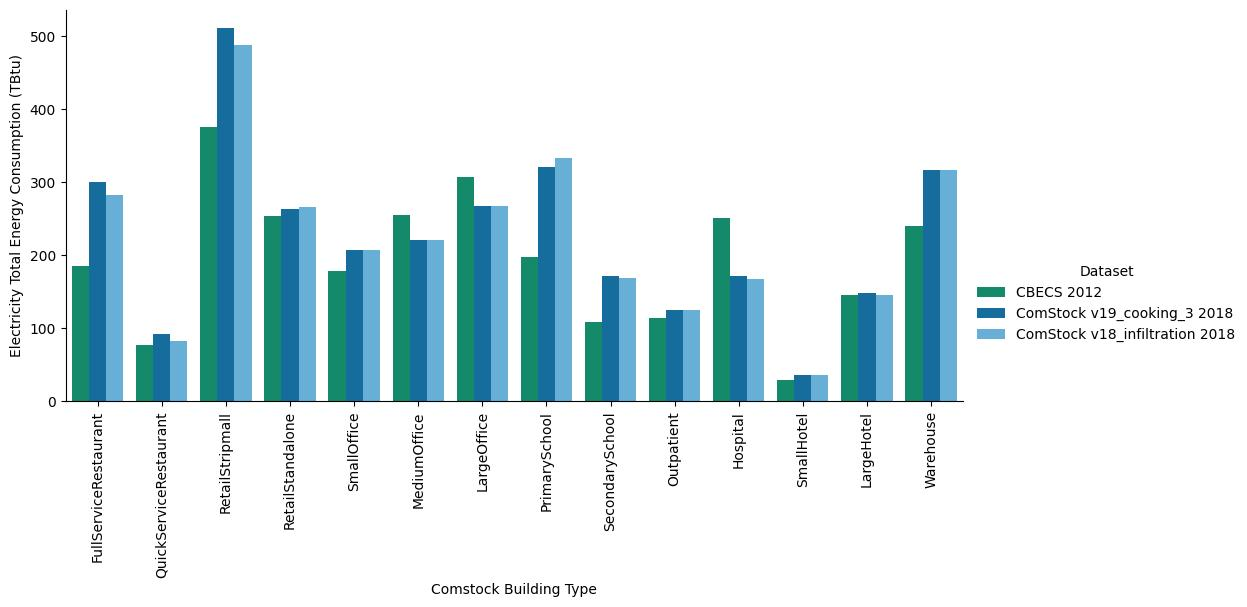 Electricity Total Energy Consumption (TBtu)
500
400
300
200
100
0
FullServiceRestaurant
QuickServiceRestaurant
RetailStripmall
RetailStandalone
SmallOffice
MediumOffice
LargeOffice
PrimarySchool
SecondarySchool
Outpatient
Hospital
SmallHotel
LargeHotel
Warehouse
Comstock Building Type
Dataset
CBECS 2012
ComStock v19_cooking_3 2018
ComStock v18_infiltration 2018